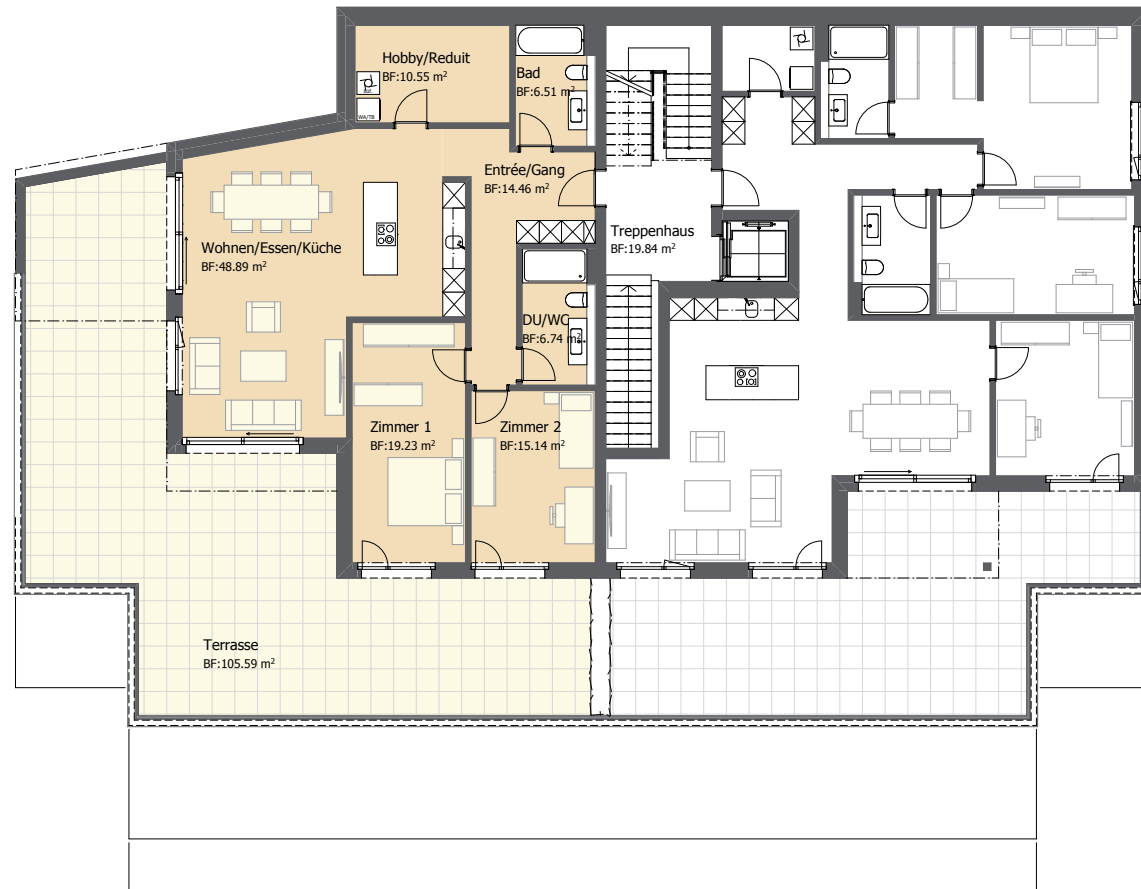 Hobby/Reduit
BF:10.55 m²
Bad
BF:6.51 m²
WA/TB
Entrée/Gang
BF:14.46 m²
Treppenhaus
BF:19.84 m²
Wohnen/Essen/Küche
BF:48.89 m²
DU/WC
BF:6.74 m²
Zimmer 1
BF:19.23 m²
Zimmer 2
BF:15.14 m²
Terrasse
BF:105.59 m²